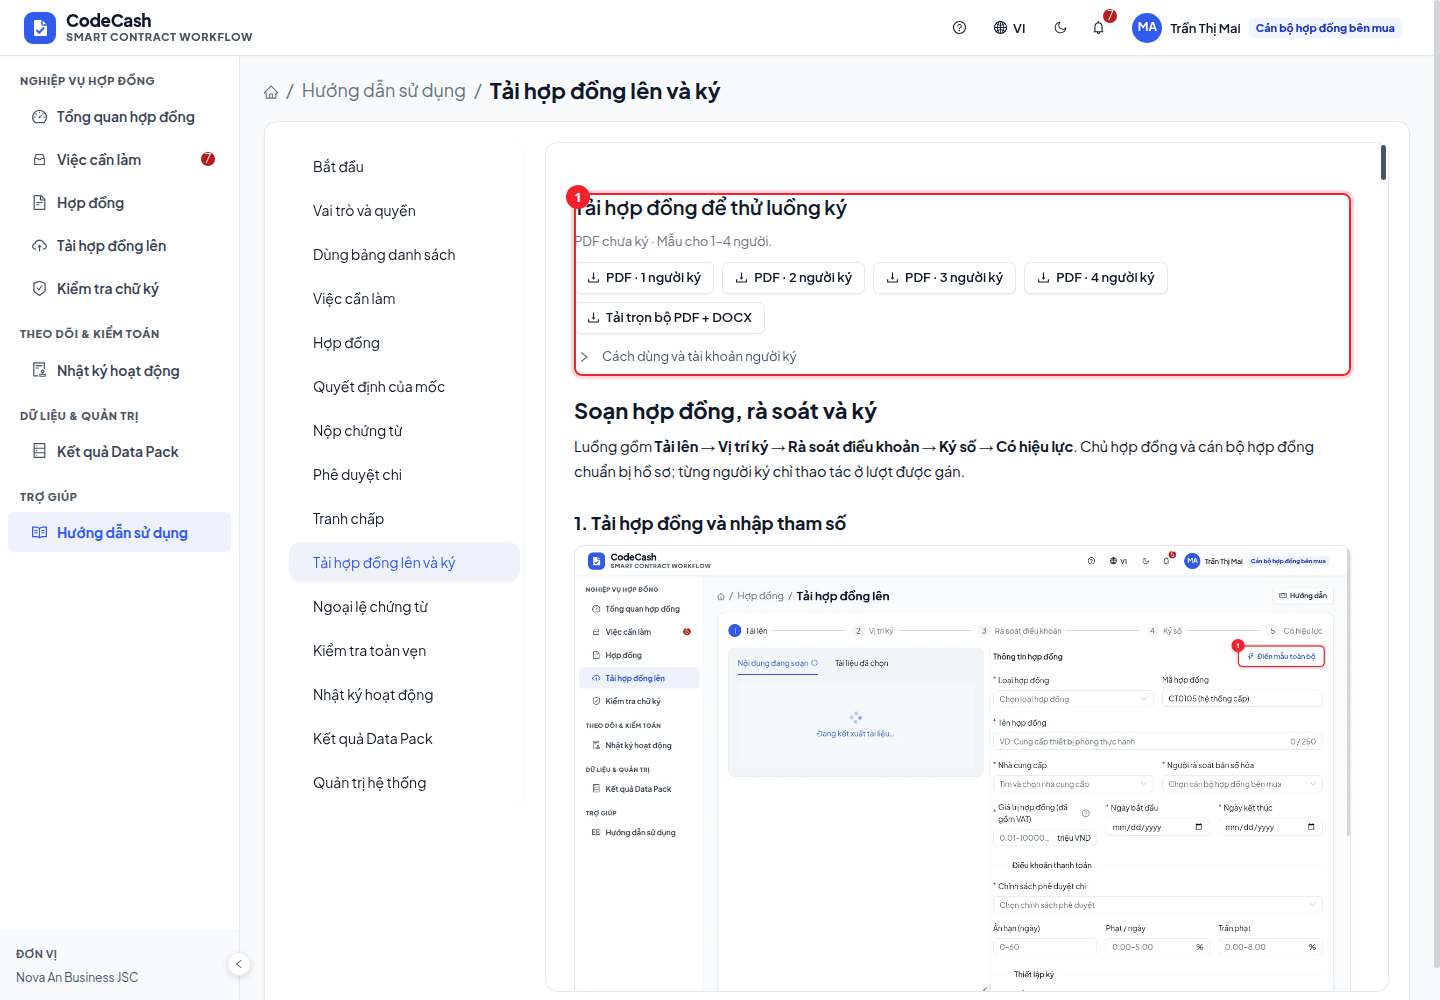 CodeCash
SMART CONTRACT WORKFLOW
VI
7
MA
Trần Thị Mai
Cán bộ hợp đồng bên mua
NGHIỆP VỤ HỢP ĐỒNG
Tổng quan hợp đồng
Việc cần làm
7
Hợp đồng
Tải hợp đồng lên
Kiểm tra chữ ký
THEO DÕI & KIỂM TOÁN
Nhật ký hoạt động
DỮ LIỆU & QUẢN TRỊ
Kết quả Data Pack
TRỢ GIÚP
Hướng dẫn sử dụng
ĐƠN VỊ
Nova An Business JSC
/ Hướng dẫn sử dụng / Tải hợp đồng lên và ký
Bắt đầu
Vai trò và quyền
Dùng bảng danh sách
Việc cần làm
Hợp đồng
Quyết định của mốc
Nộp chứng từ
Phê duyệt chi
Tranh chấp
Tải hợp đồng lên và ký
Ngoại lệ chứng từ
Kiểm tra toàn vẹn
Nhật ký hoạt động
Kết quả Data Pack
Quản trị hệ thống
1
Tải hợp đồng để thử luồng ký
PDF chưa ký · Mẫu cho 1–4 người.
PDF · 1 người ký
PDF · 2 người ký
PDF · 3 người ký
PDF · 4 người ký
Tải trọn bộ PDF + DOCX
Cách dùng và tài khoản người ký
Soạn hợp đồng, rà soát và ký
Luồng gồm Tải lên → Vị trí ký → Rà soát điều khoản → Ký số → Có hiệu lực. Chủ hợp đồng và cán bộ hợp đồng
chuẩn bị hồ sơ; từng người ký chỉ thao tác ở lượt được gán.
1. Tải hợp đồng và nhập tham số
CodeCash
SMART CONTRACT WORKFLOW
VI
MA
Trần Thị Mai
Cán bộ hợp đồng bên mua
NGHIỆP VỤ HỢP ĐỒNG
Tổng quan hợp đồng
Việc cần làm
Hợp đồng
Tải hợp đồng lên
Kiểm tra chữ ký
THEO DÕI & KIỂM TOÁN
Nhật ký hoạt động
DỮ LIỆU & QUẢN TRỊ
Kết quả Data Pack
TRỢ GIÚP
Hướng dẫn sử dụng
/ Hợp đồng / Tải hợp đồng lên
Hướng dẫn
1 Tải lên
2 Vị trí ký
3 Rà soát điều khoản
4 Ký số
5 Có hiệu lực
Nội dung đang soạn
Tài liệu đã chọn
Đang kết xuất tài liệu...
Thông tin hợp đồng
1
Điền mẫu toàn bộ
* Loại hợp đồng
Mã hợp đồng
Chọn loại hợp đồng
CT0105 (hệ thống cấp)
* Tên hợp đồng
VD: Cung cấp thiết bị phòng thực hành
0 / 250
* Nhà cung cấp
* Người rà soát bản số hóa
Tìm và chọn nhà cung cấp
Chọn cán bộ hợp đồng bên mua
* Giá trị hợp đồng (đã gồm VAT)
* Ngày bắt đầu
* Ngày kết thúc
0.01–10000... triệu VND
mm/dd/yyyy
mm/dd/yyyy
Điều khoản thanh toán
* Chính sách phê duyệt chi
Chọn chính sách phê duyệt
Ân hạn (ngày)
Phạt / ngày
Trần phạt
0–60
0.00–5.00 %
0.00–8.00 %
Thiết lập ký